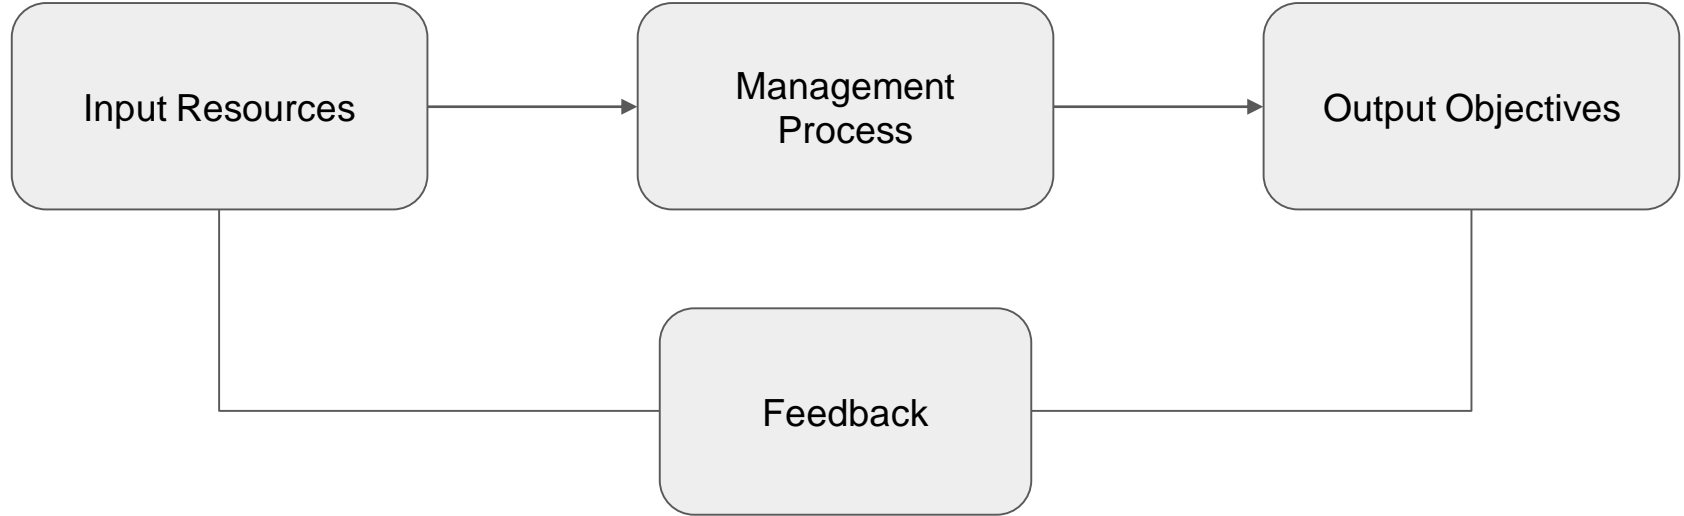 Input Resources
Management
Process
Output Objectives
Feedback